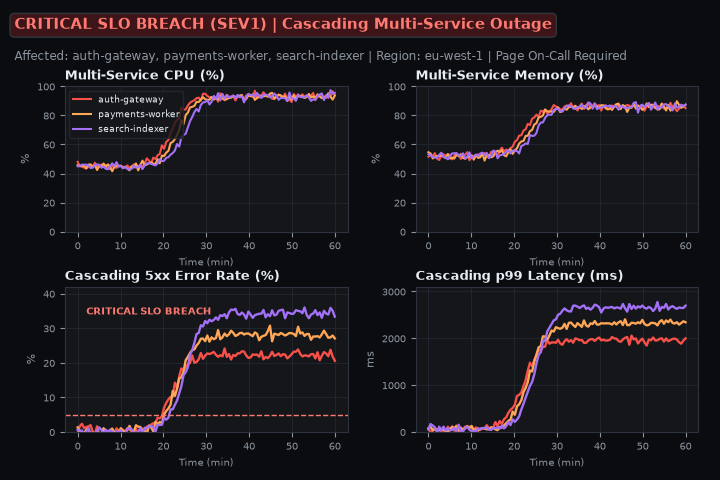 CRITICAL SLO BREACH (SEV1) | Cascading Multi-Service Outage
Affected: auth-gateway, payments-worker, search-indexer | Region: eu-west-1 | Page On-Call Required
Multi-Service CPU (%)
100
80
60
40
20
0
%
auth-gateway
payments-worker
search-indexer
0 10 20 30 40 50 60
Time (min)
Multi-Service Memory (%)
100
80
60
40
20
0
%
0 10 20 30 40 50 60
Time (min)
Cascading 5xx Error Rate (%)
40
30
20
10
0
%
CRITICAL SLO BREACH
0 10 20 30 40 50 60
Time (min)
Cascading p99 Latency (ms)
3000
2000
1000
0
ms
0 10 20 30 40 50 60
Time (min)